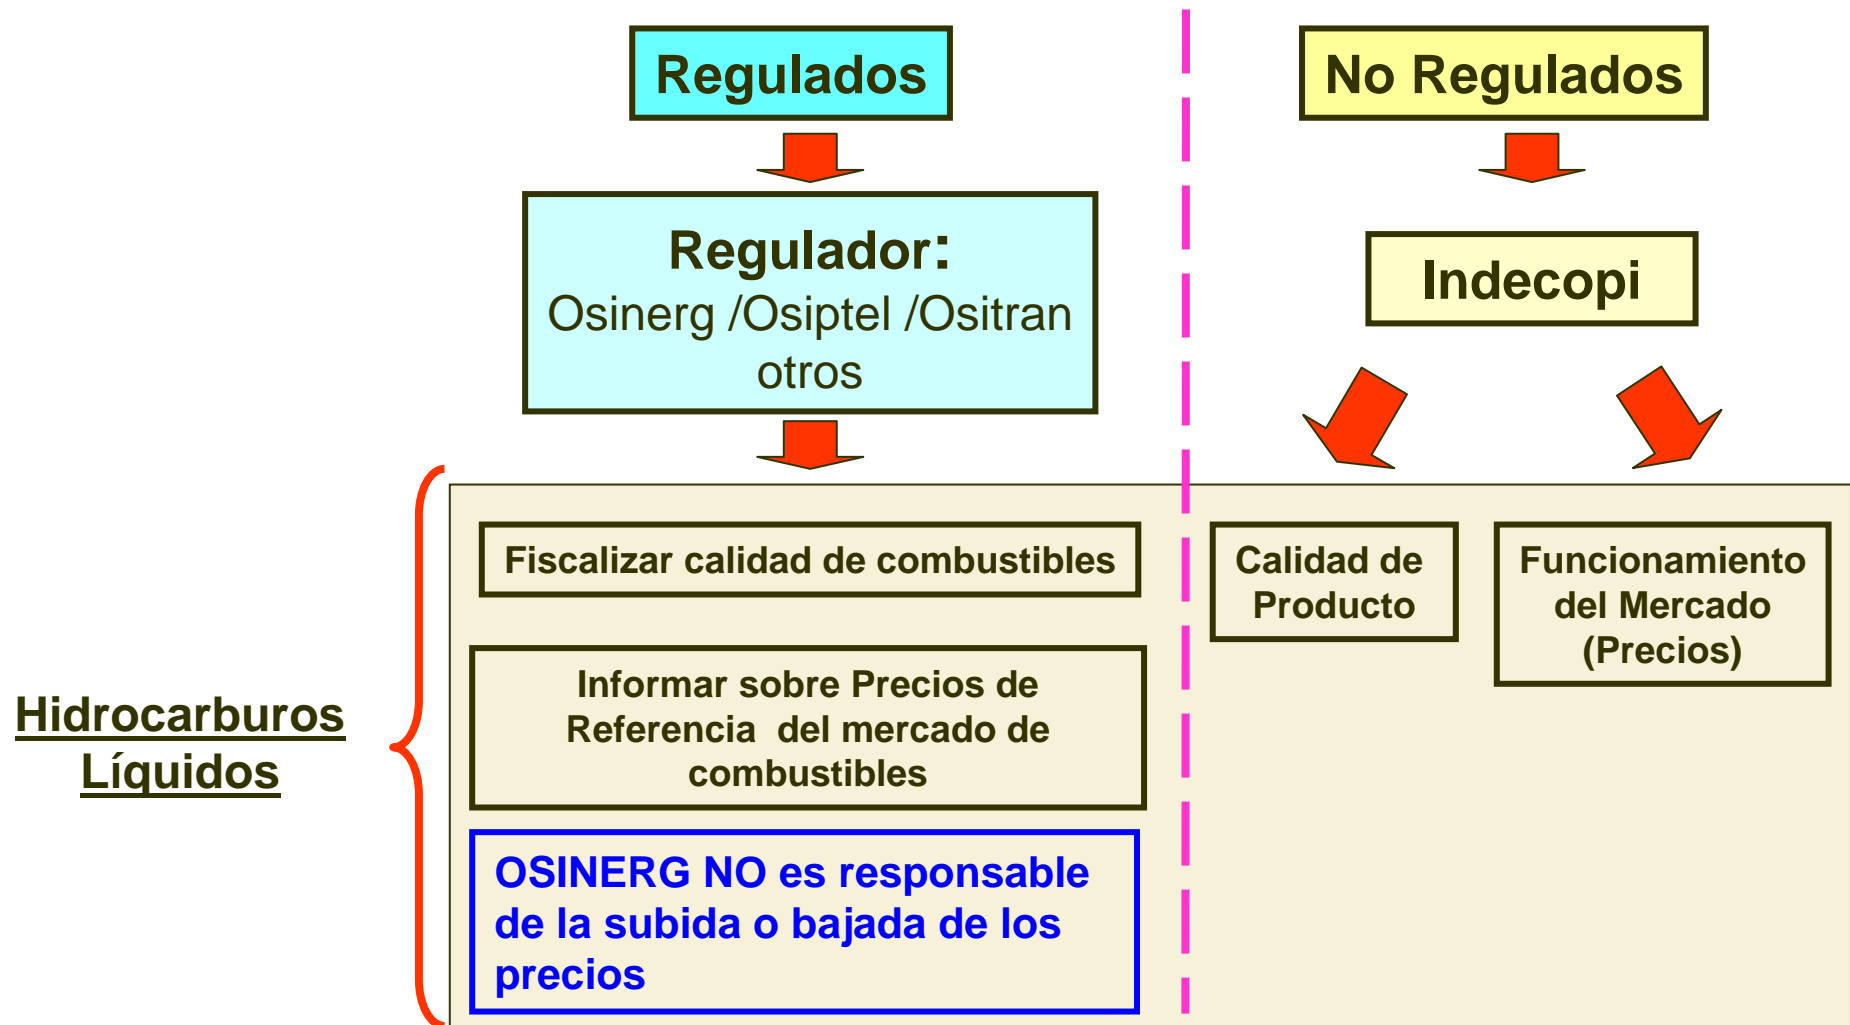 Regulados
No Regulados
Regulador:
Osinerg /Osiptel /Ositran
otros
Indecopi
Hidrocarburos
Líquidos
Fiscalizar calidad de combustibles
Informar sobre Precios de
Referencia del mercado de
combustibles
OSINERG NO es responsable
de la subida o bajada de los
precios
Calidad de
Producto
Funcionamiento
del Mercado
(Precios)